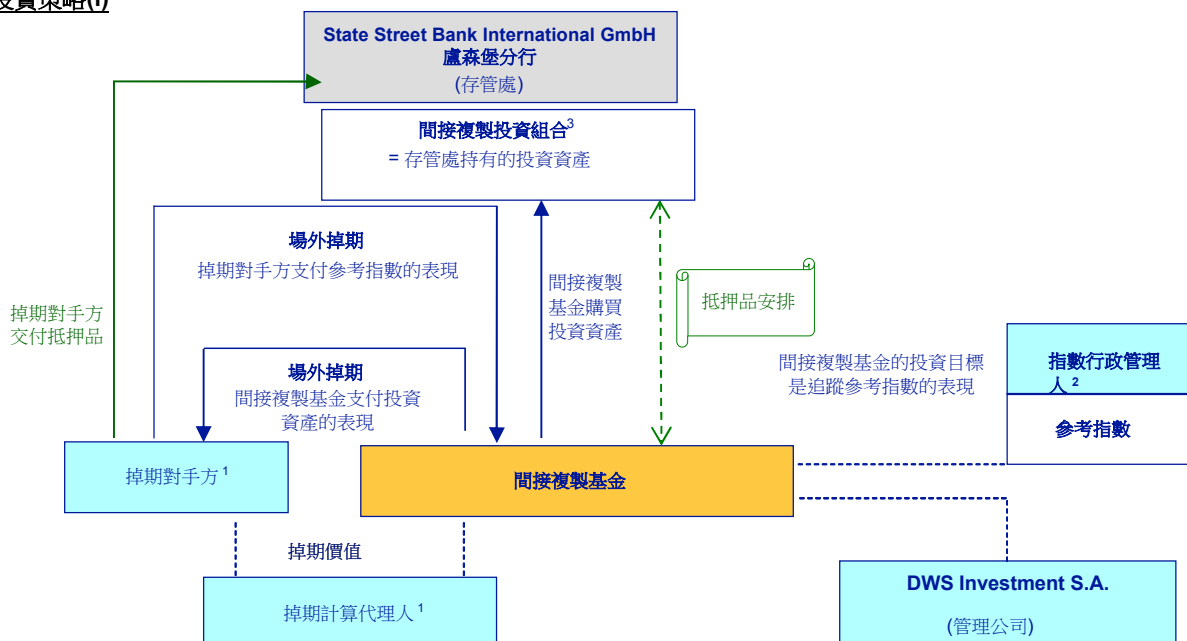 投資策略(i)
State Street Bank International GmbH
盧森堡分行
(存管處)
間接複製投資組合3
= 存管處持有的投資資產
場外掉期
掉期對手方支付參考指數的表現
間接複製
基金購買
投資資產
抵押品安排
掉期對手方
交付抵押品
場外掉期
間接複製基金支付投資
資產的表現
間接複製基金的投資目標
是追蹤參考指數的表現
指數行政管理
人 2
參考指數
掉期對手方 1
間接複製基金
掉期價值
掉期計算代理人 1
DWS Investment S.A.
(管理公司)